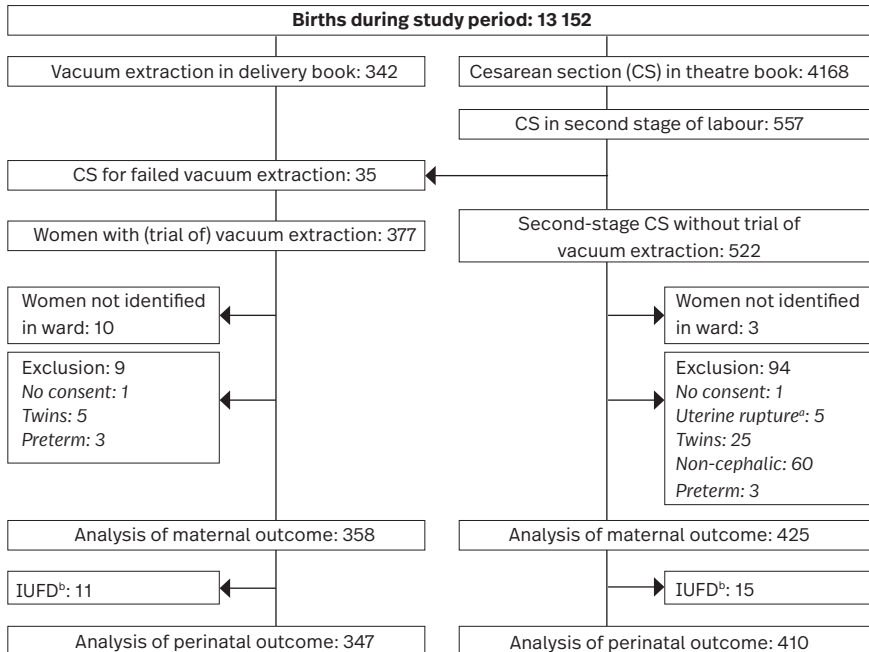 Births during study period: 13 152
Vacuum extraction in delivery book: 342
Cesarean section (CS) in theatre book: 4168
CS in second stage of labour: 557
CS for failed vacuum extraction: 35
Women with (trial of) vacuum extraction: 377
Second-stage CS without trial of
vacuum extraction: 522
Women not identified
in ward: 10
Women not identified
in ward: 3
Exclusion: 9
No consent: 1
Twins: 5
Preterm: 3
Exclusion: 94
No consent: 1
Uterine ruptureᵃ: 5
Twins: 25
Non-cephalic: 60
Preterm: 3
Analysis of maternal outcome: 358
Analysis of maternal outcome: 425
IUFDᵇ: 11
IUFDᵇ: 15
Analysis of perinatal outcome: 347
Analysis of perinatal outcome: 410